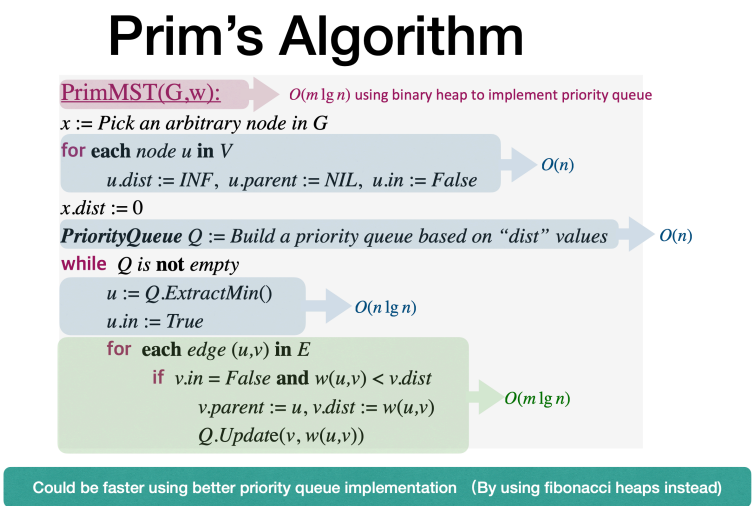 Prim's Algorithm
PrimMST(G,w):
O(m lg n) using binary heap to implement priority queue
x := Pick an arbitrary node in G
for each node u in V
u.dist := INF, u.parent := NIL, u.in := False
O(n)
x.dist := 0
PriorityQueue Q := Build a priority queue based on “dist” values
O(n)
while Q is not empty
u := Q.ExtractMin()
u.in := True
O(n lg n)
for each edge (u,v) in E
if v.in = False and w(u,v) < v.dist
v.parent := u, v.dist := w(u,v)
Q.Update(v, w(u,v))
O(m lg n)
Could be faster using better priority queue implementation （By using fibonacci heaps instead)